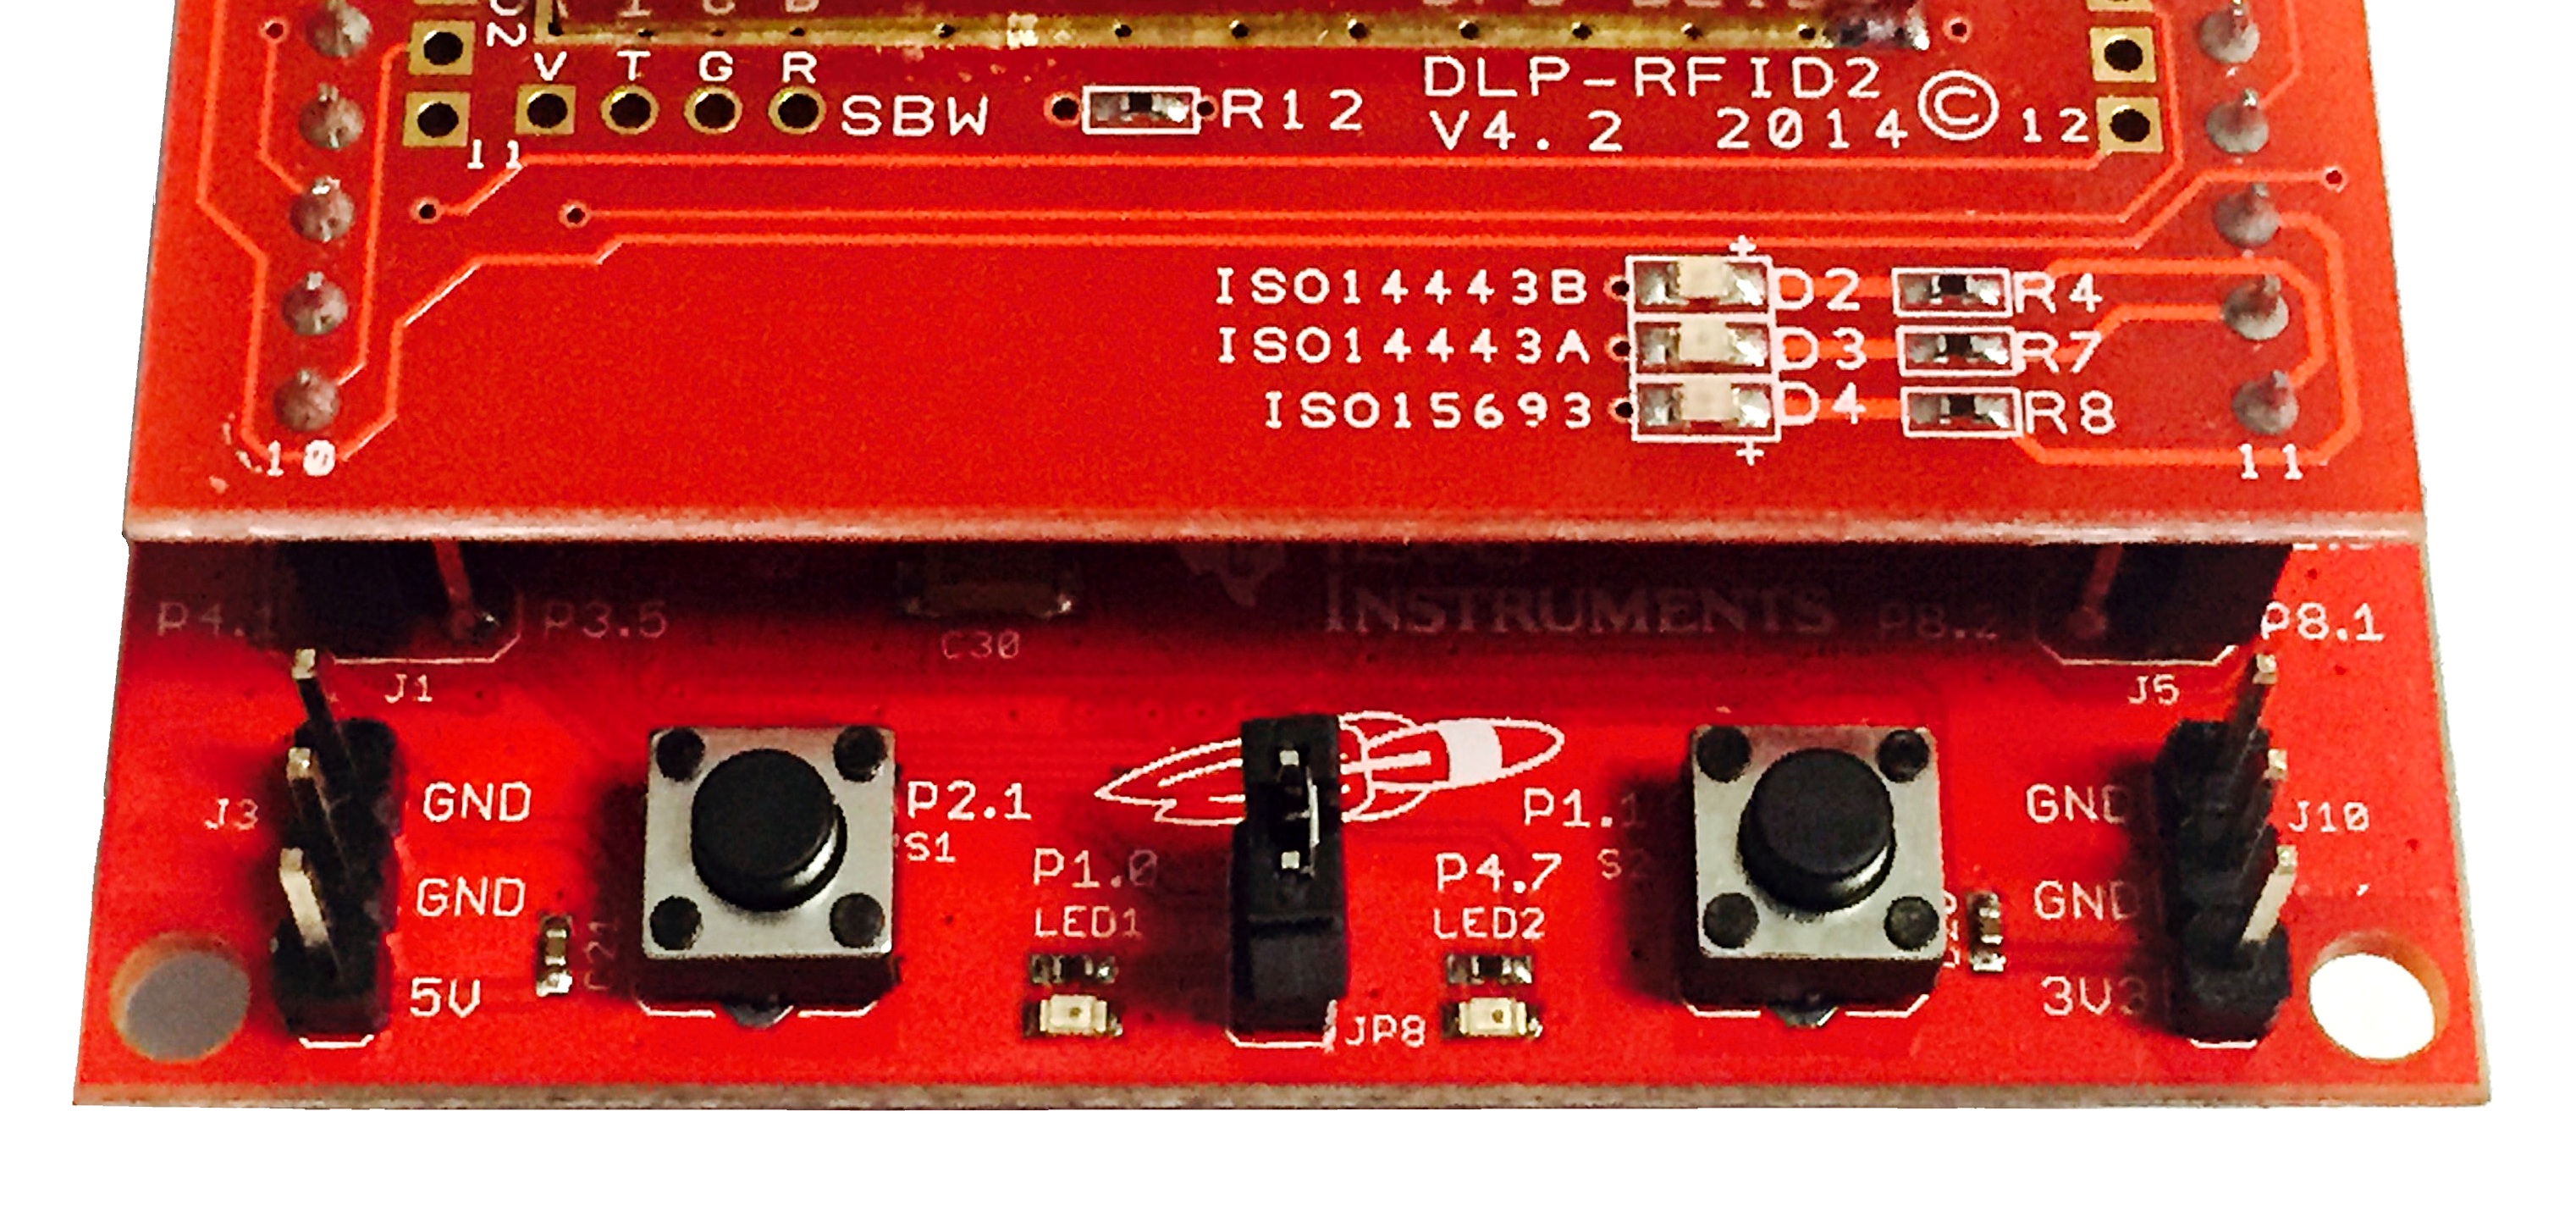 V T G R
SBW
R12
DLP-RFID2
V4.2 2014 ©
12
11
ISO14443B
D2
R4
ISO14443A
D3
R7
ISO15693
D4
R8
10
11
P4.1
P3.5
C30
INSTRUMENTS
P8.2
P8.1
J1
J5
J3
GND
GND
5V
P2.1
S1
P1.0
LED1
JP8
P4.7
LED2
P1.1
S2
GND
GND
3V3
J10